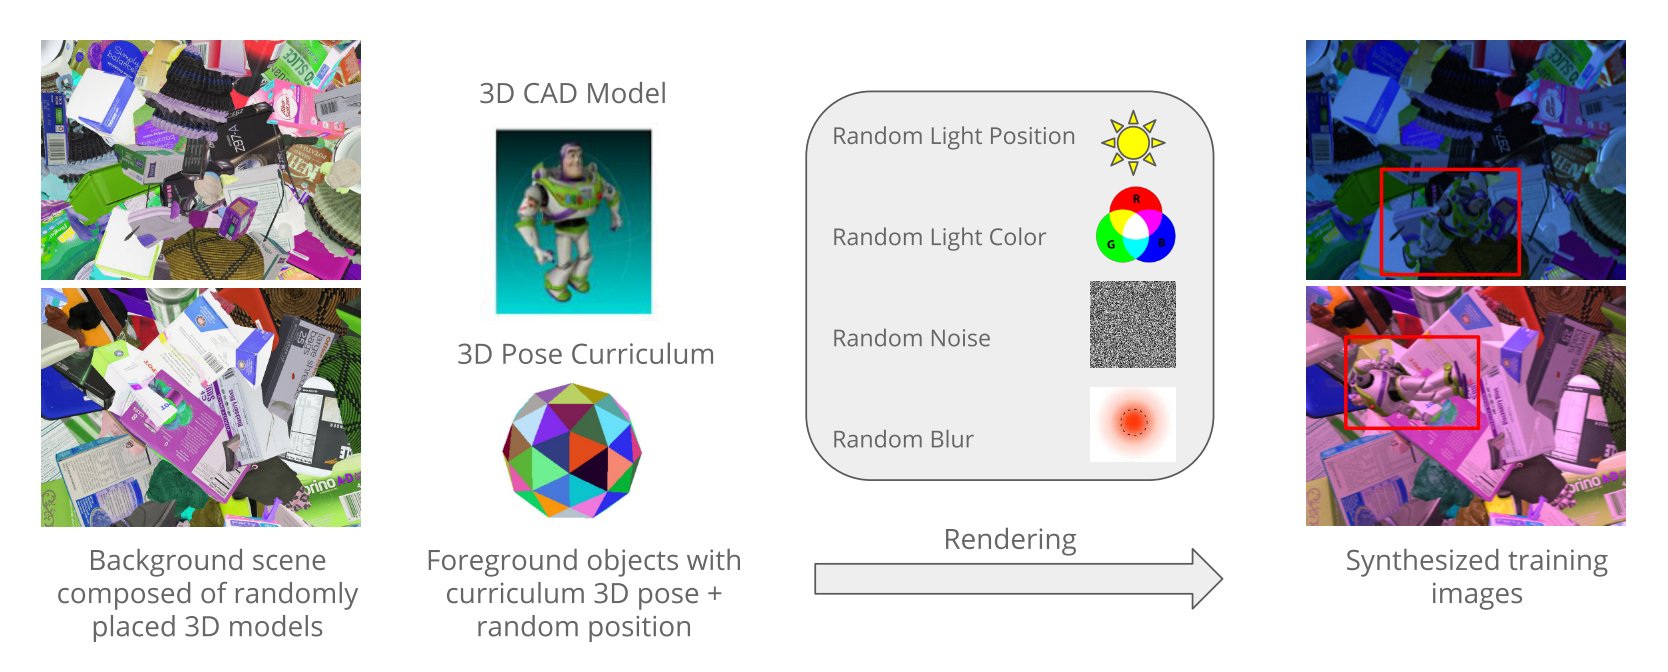 3D CAD Model
3D Pose Curriculum
Random Light Position
Random Light Color
R
G
B
Random Noise
Random Blur
Rendering
Background scene
composed of randomly
placed 3D models
Foreground objects with
curriculum 3D pose +
random position
Synthesized training
images